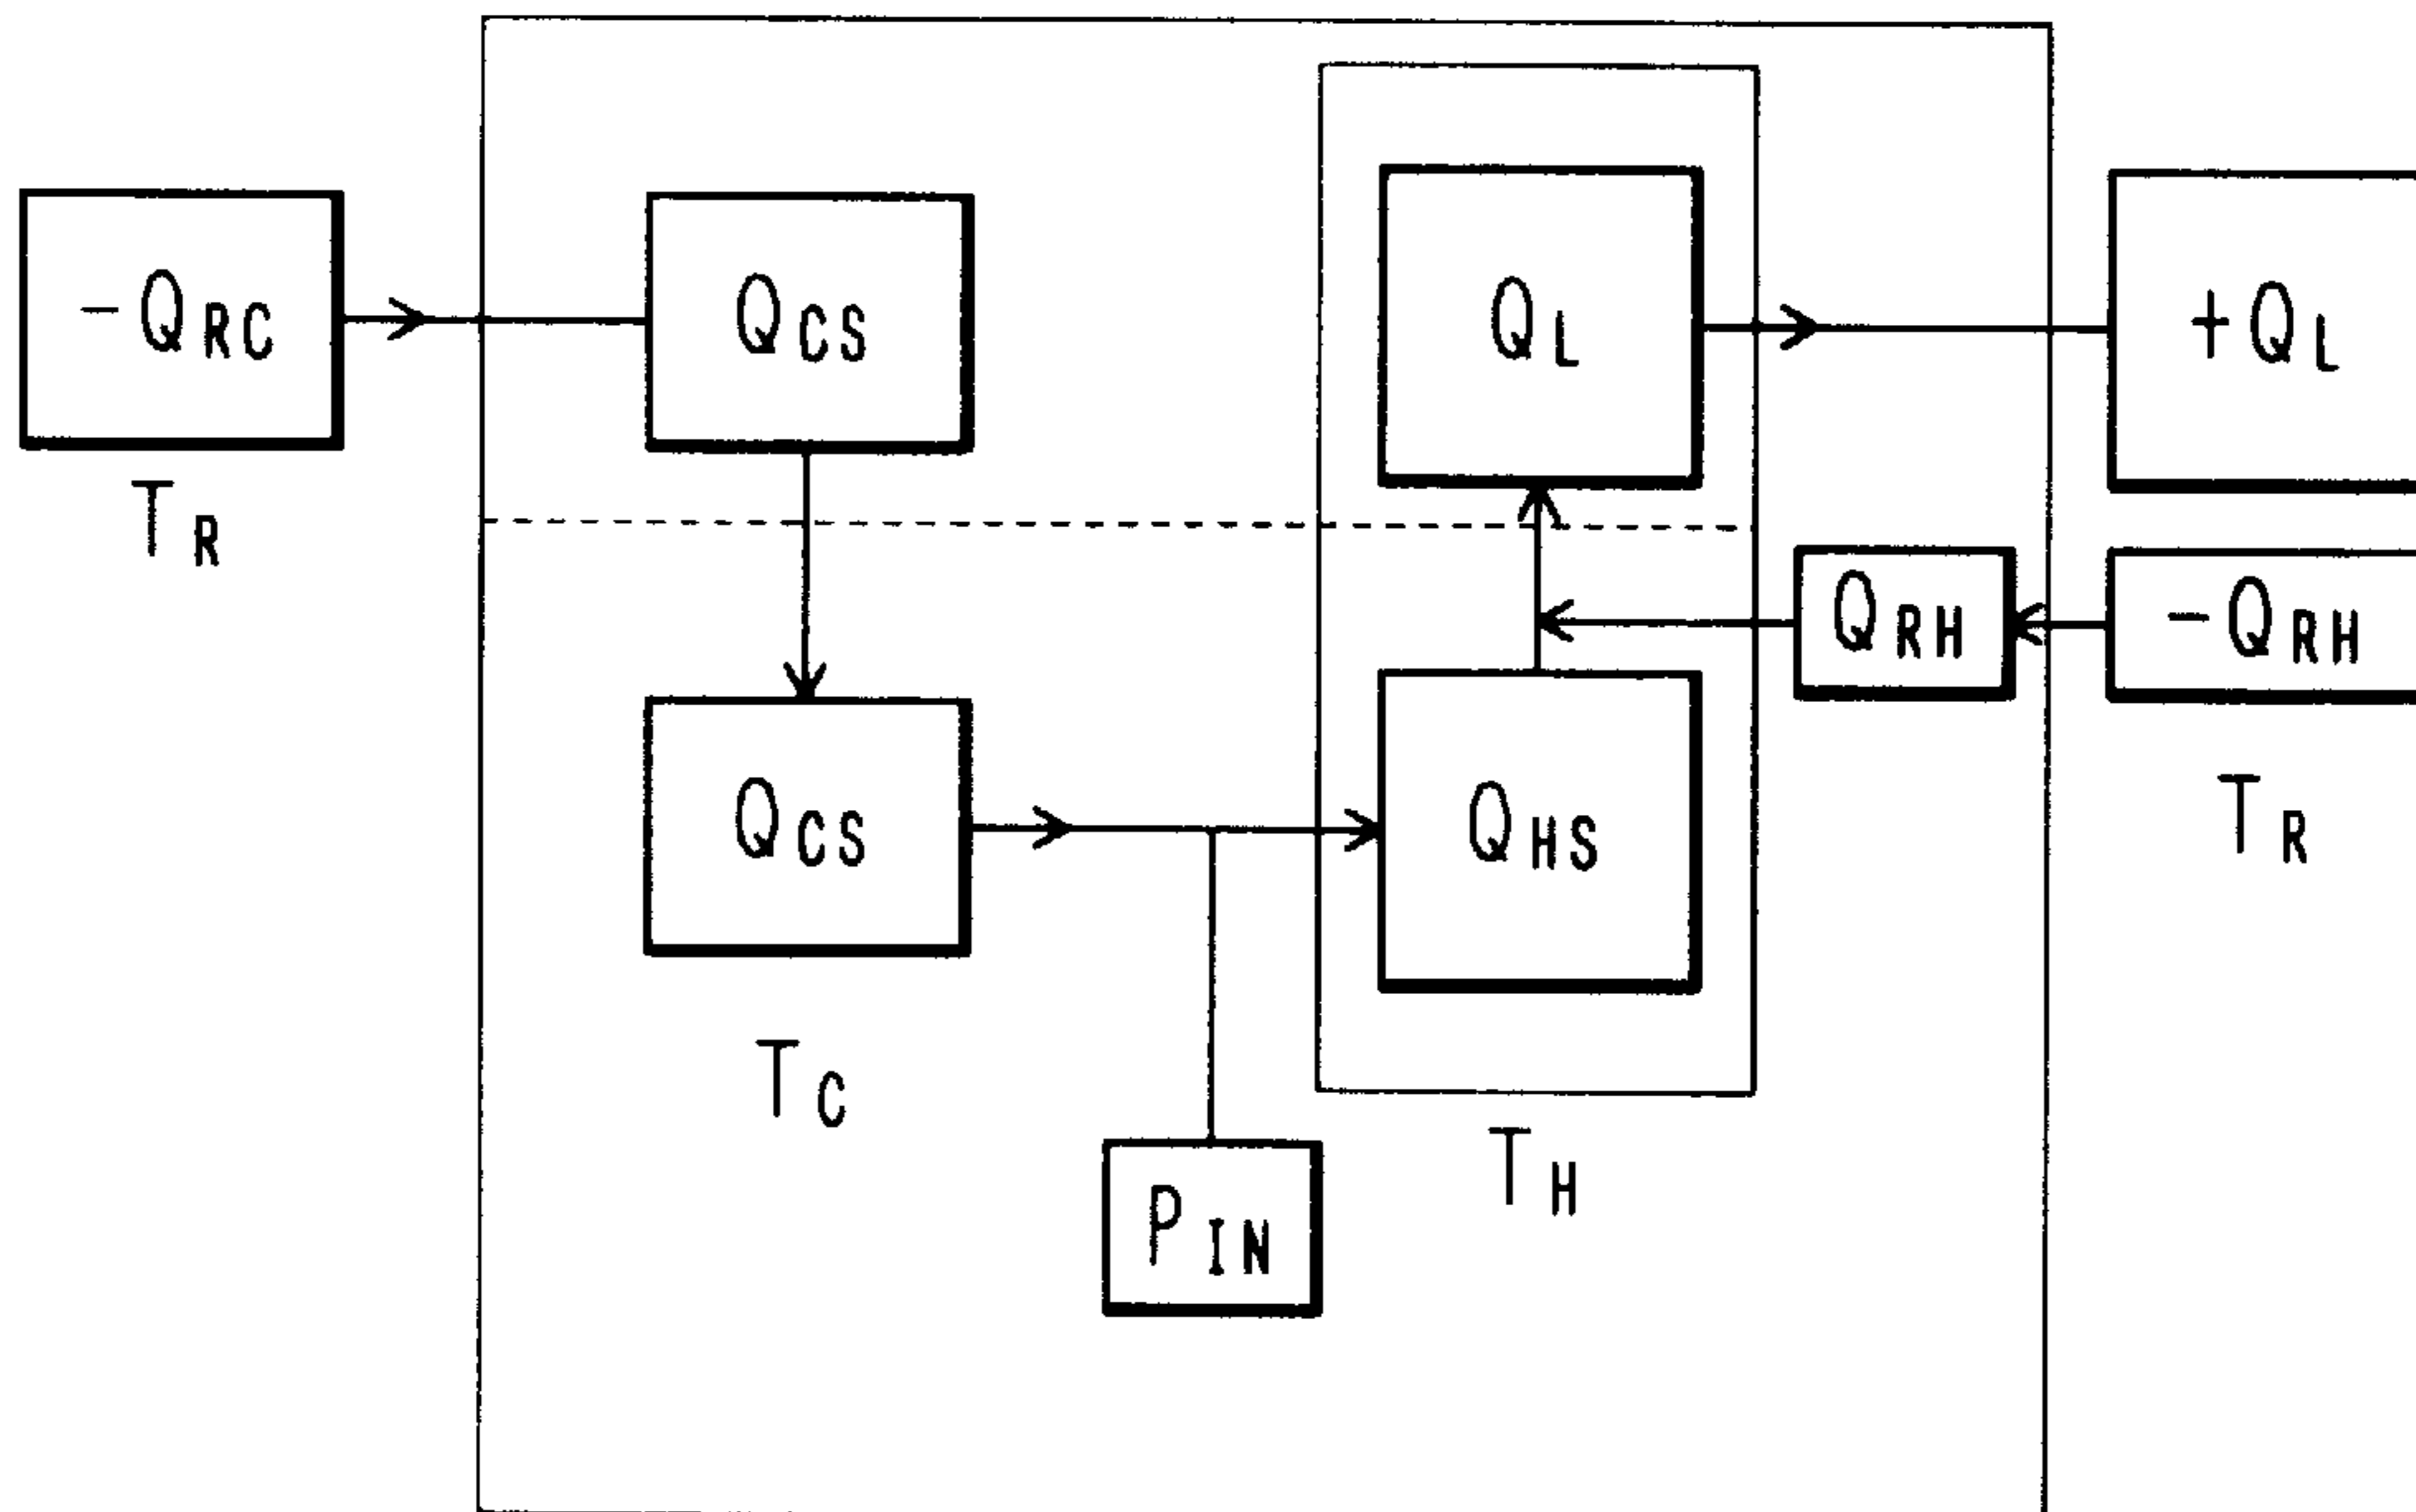 -QRC
QCS
QL
+QL
TR
QRH
-QRH
QCS
QHS
TR
TC
TH
PIN